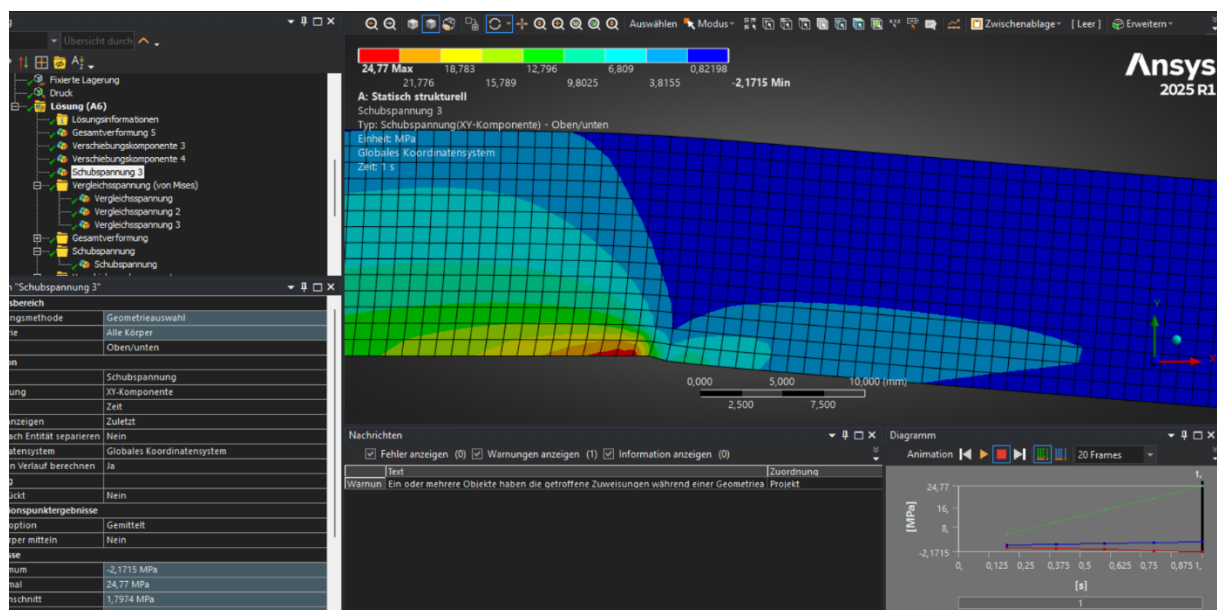 Auswählen Modus Zwischenablage [ Leer ] Erweitern
Übersicht durch
Fixierte Lagerung
Druck
Lösung (A6)
Lösungsinformationen
Gesamtverformung 5
Verschiebungskomponente 3
Verschiebungskomponente 4
Schubspannung 3
Vergleichsspannung (von Mises)
Vergleichsspannung
Vergleichsspannung 2
Vergleichsspannung 3
Gesamtverformung
Schubspannung
Schubspannung
"Schubspannung 3"
Geometrieauswahl
Alle Körper
Oben/unten
Schubspannung
XY-Komponente
Zeit
anzeigen Zuletzt
Entität separieren Nein
Globales Koordinatensystem
Verlauf berechnen Ja
Nein
Gemittelt
mitteln Nein
-2,1715 MPa
24,77 MPa
1,7974 MPa
24,77 Max 18,783 12,796 6,809 0,82198
21,776 15,789 9,8025 3,8155 -2,1715 Min
A: Statisch strukturell
Schubspannung 3
Typ: Schubspannung(XY-Komponente) - Oben/unten
Einheit: MPa
Globales Koordinatensystem
Zeit: 1 s
Ansys
2025 R1
Y
X
0,000 5,000 10,000 (mm)
2,500 7,500
Nachrichten
Fehler anzeigen (0) Warnungen anzeigen (1) Information anzeigen (0)
Text Zuordnung
Warnun Ein oder mehrere Objekte haben die getroffene Zuweisungen während einer Geometriea Projekt
Diagramm
Animation 20 Frames
1,
24,77
16,
8,
-2,1715
[MPa]
0, 0,125 0,25 0,375 0,5 0,625 0,75 0,875 1,
[s]
1